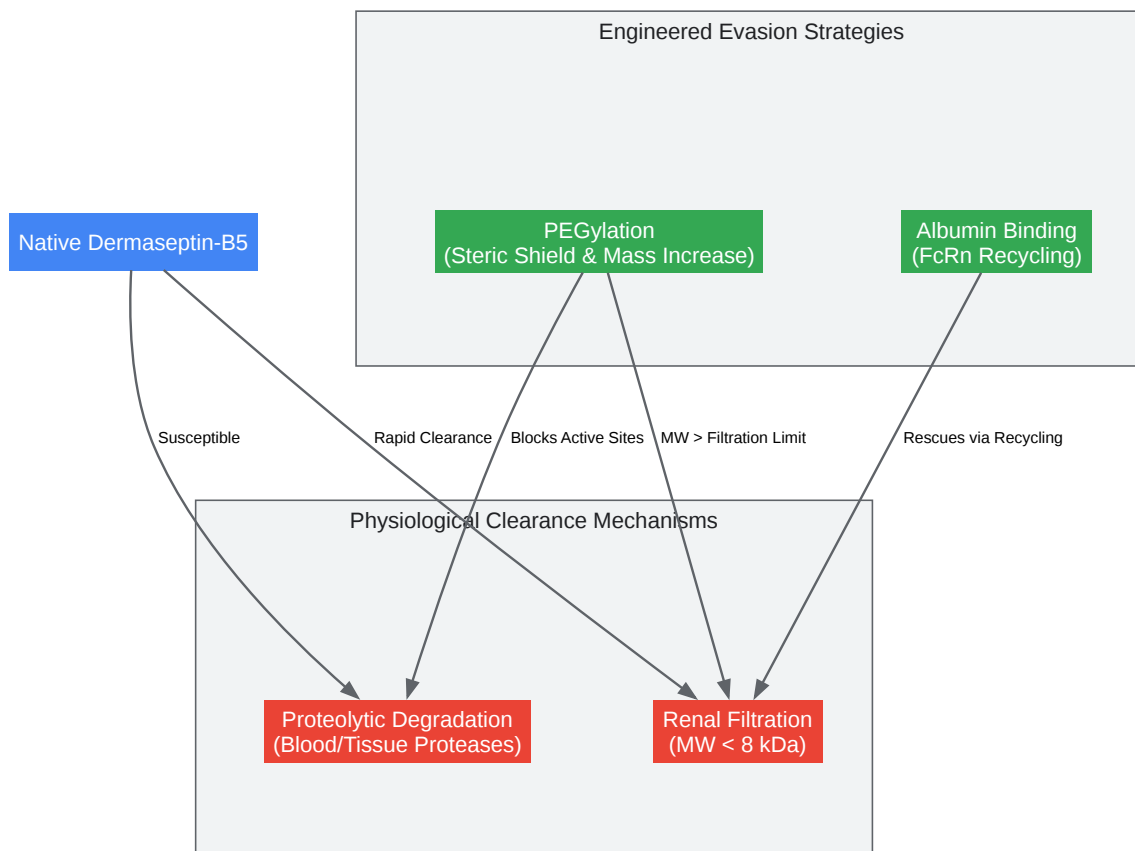 Engineered Evasion Strategies
Native Dermaseptin-B5
PEGylation
(Steric Shield & Mass Increase)
Albumin Binding
(FcRn Recycling)
Susceptible
Rapid Clearance
Blocks Active Sites
MW > Filtration Limit
Rescues via Recycling
Physiological Clearance Mechanisms
Proteolytic Degradation
(Blood/Tissue Proteases)
Renal Filtration
(MW < 8 kDa)